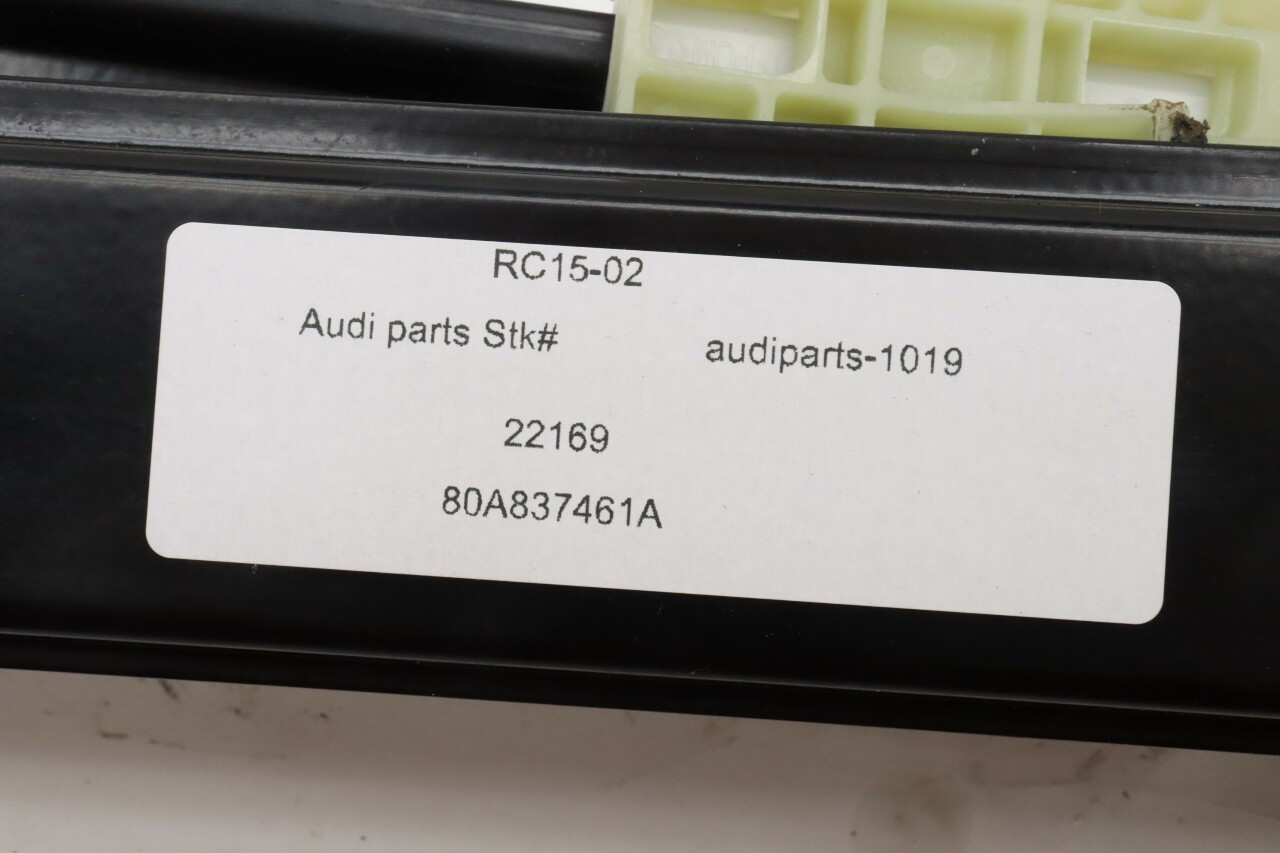 RC15-02
Audi parts Stk# audiparts-1019
22169
80A837461A